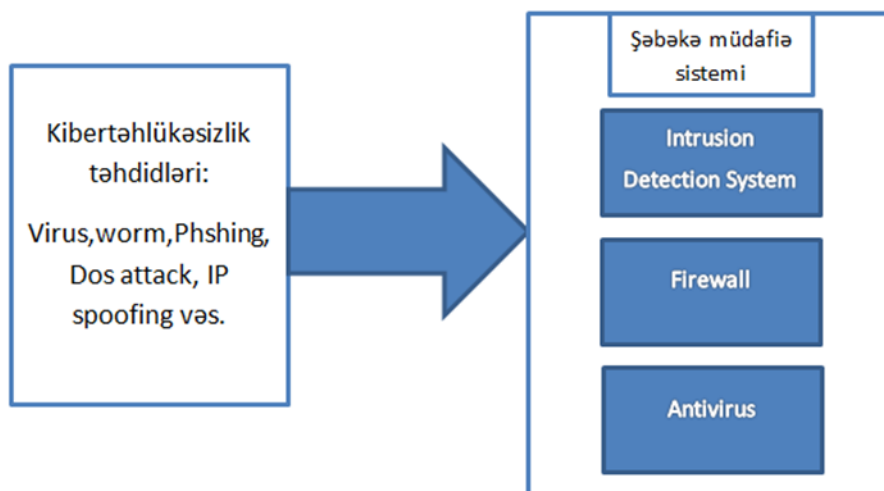 Kibertəhlükəsizlik
təhdidləri:
Virus,worm,Phshing,
Dos attack, IP
spoofing vəs.
Şəbəkə müdafiə
sistemi
Intrusion
Detection System
Firewall
Antivirus